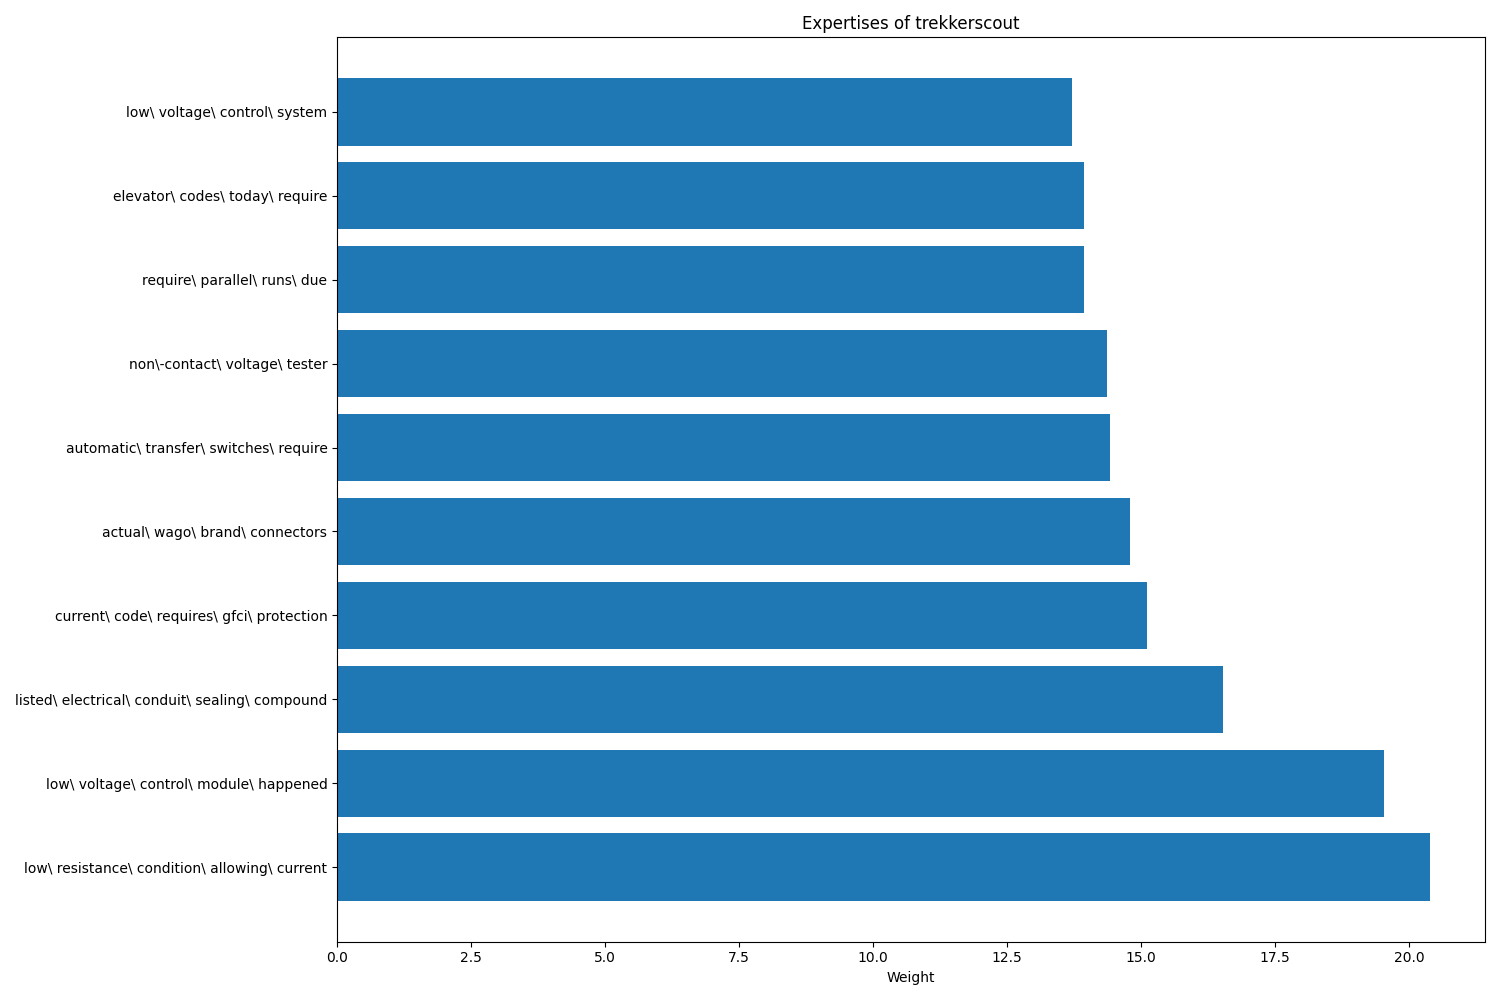 Expertises of trekkerscout
low\ voltage\ control\ system
elevator\ codes\ today\ require
require\ parallel\ runs\ due
non\-contact\ voltage\ tester
automatic\ transfer\ switches\ require
actual\ wago\ brand\ connectors
current\ code\ requires\ gfci\ protection
listed\ electrical\ conduit\ sealing\ compound
low\ voltage\ control\ module\ happened
low\ resistance\ condition\ allowing\ current
0.0 2.5 5.0 7.5 10.0 12.5 15.0 17.5 20.0
Weight